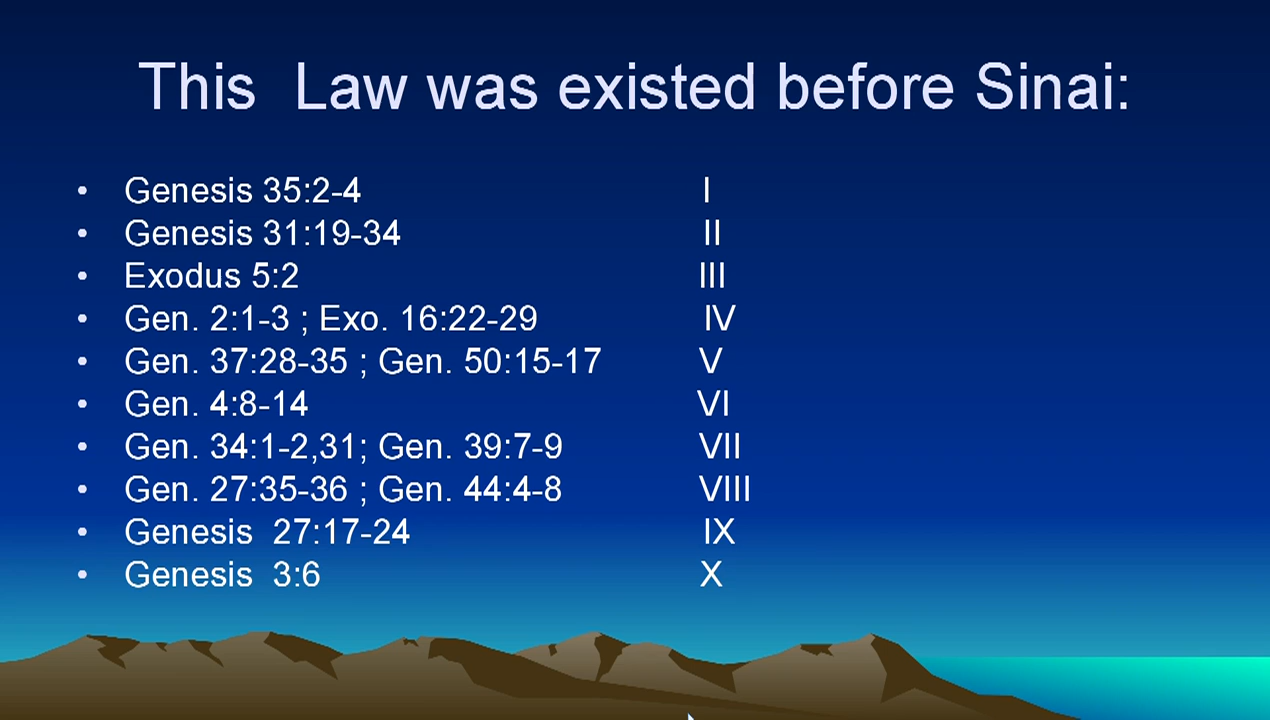 This Law was existed before Sinai:
• Genesis 35:2-4 I
• Genesis 31:19-34 II
• Exodus 5:2 III
• Gen. 2:1-3 ; Exo. 16:22-29 IV
• Gen. 37:28-35 ; Gen. 50:15-17 V
• Gen. 4:8-14 VI
• Gen. 34:1-2,31; Gen. 39:7-9 VII
• Gen. 27:35-36 ; Gen. 44:4-8 VIII
• Genesis 27:17-24 IX
• Genesis 3:6 X